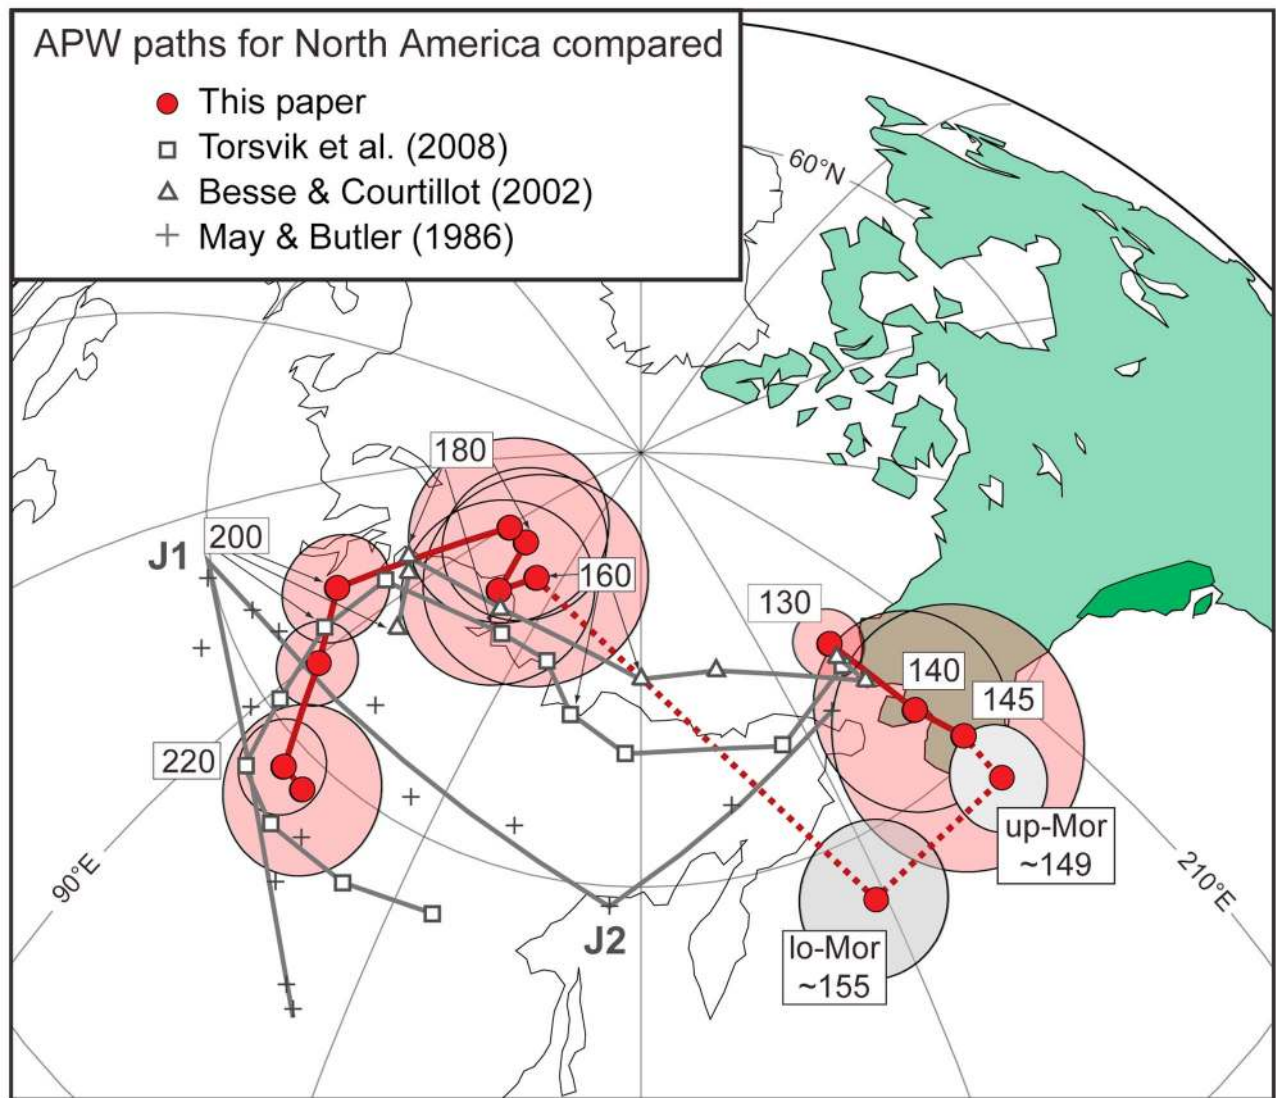 APW paths for North America compared
This paper
Torsvik et al. (2008)
Besse & Courtillot (2002)
May & Butler (1986)
60°N
180
200
J1
160
130
140
145
220
up-Mor
~149
90°E
210°E
J2
lo-Mor
~155